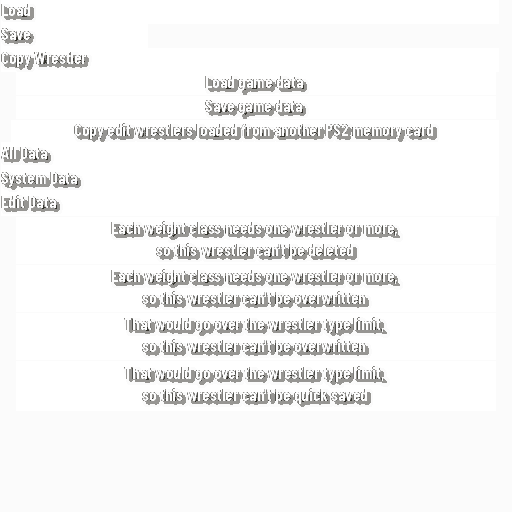 Load
Save
Copy Wrestler
Load game data
Save game data
Copy edit wrestlers loaded from another PS2 memory card
All Data
System Data
Edit Data
Each weight class needs one wrestler or more,
so this wrestler can't be deleted
Each weight class needs one wrestler or more,
so this wrestler can't be overwritten
That would go over the wrestler type limit,
so this wrestler can't be overwritten
That would go over the wrestler type limit,
so this wrestler can't be quick saved